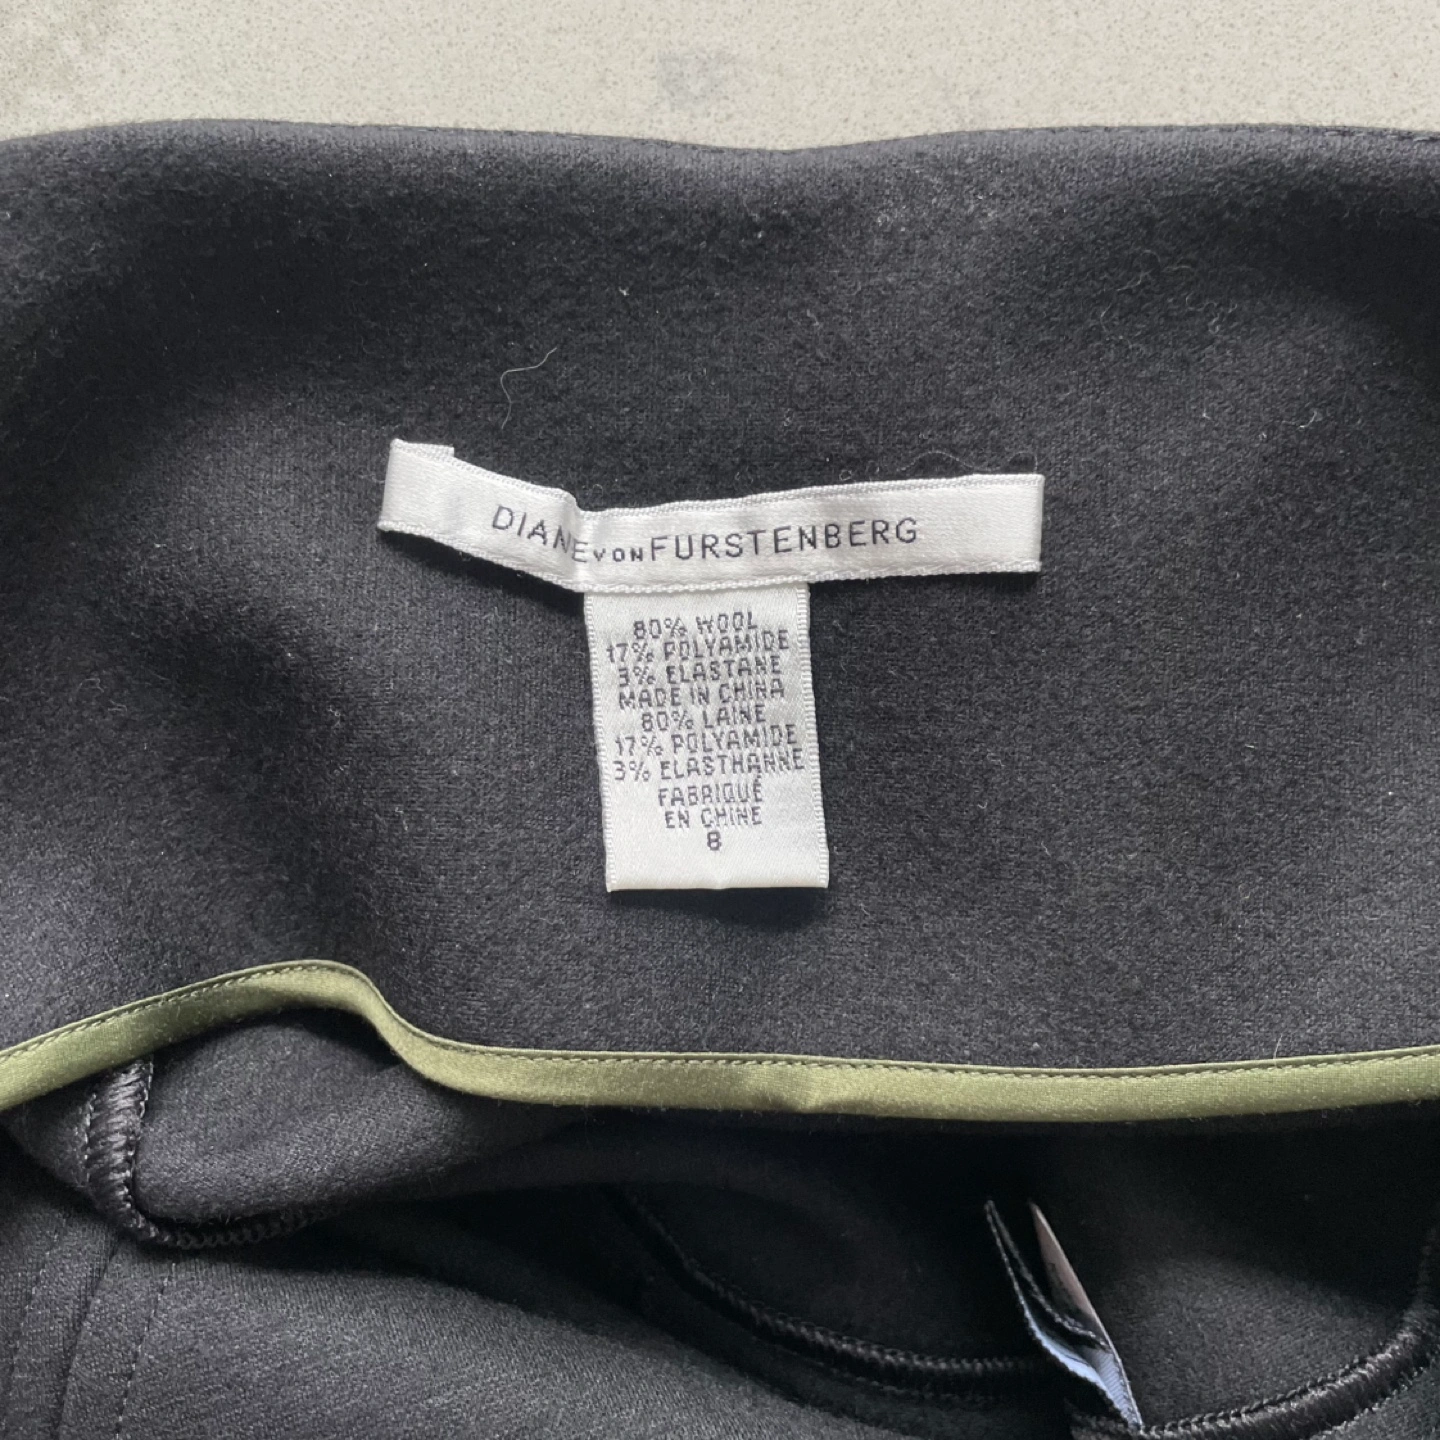 DIANE VON FURSTENBERG
80% WOOL
17% POLYAMIDE
3% ELASTANE
MADE IN CHINA
80% LAINE
17% POLYAMIDE
3% ELASTHANNE
FABRIQUÉ
EN CHINE
8